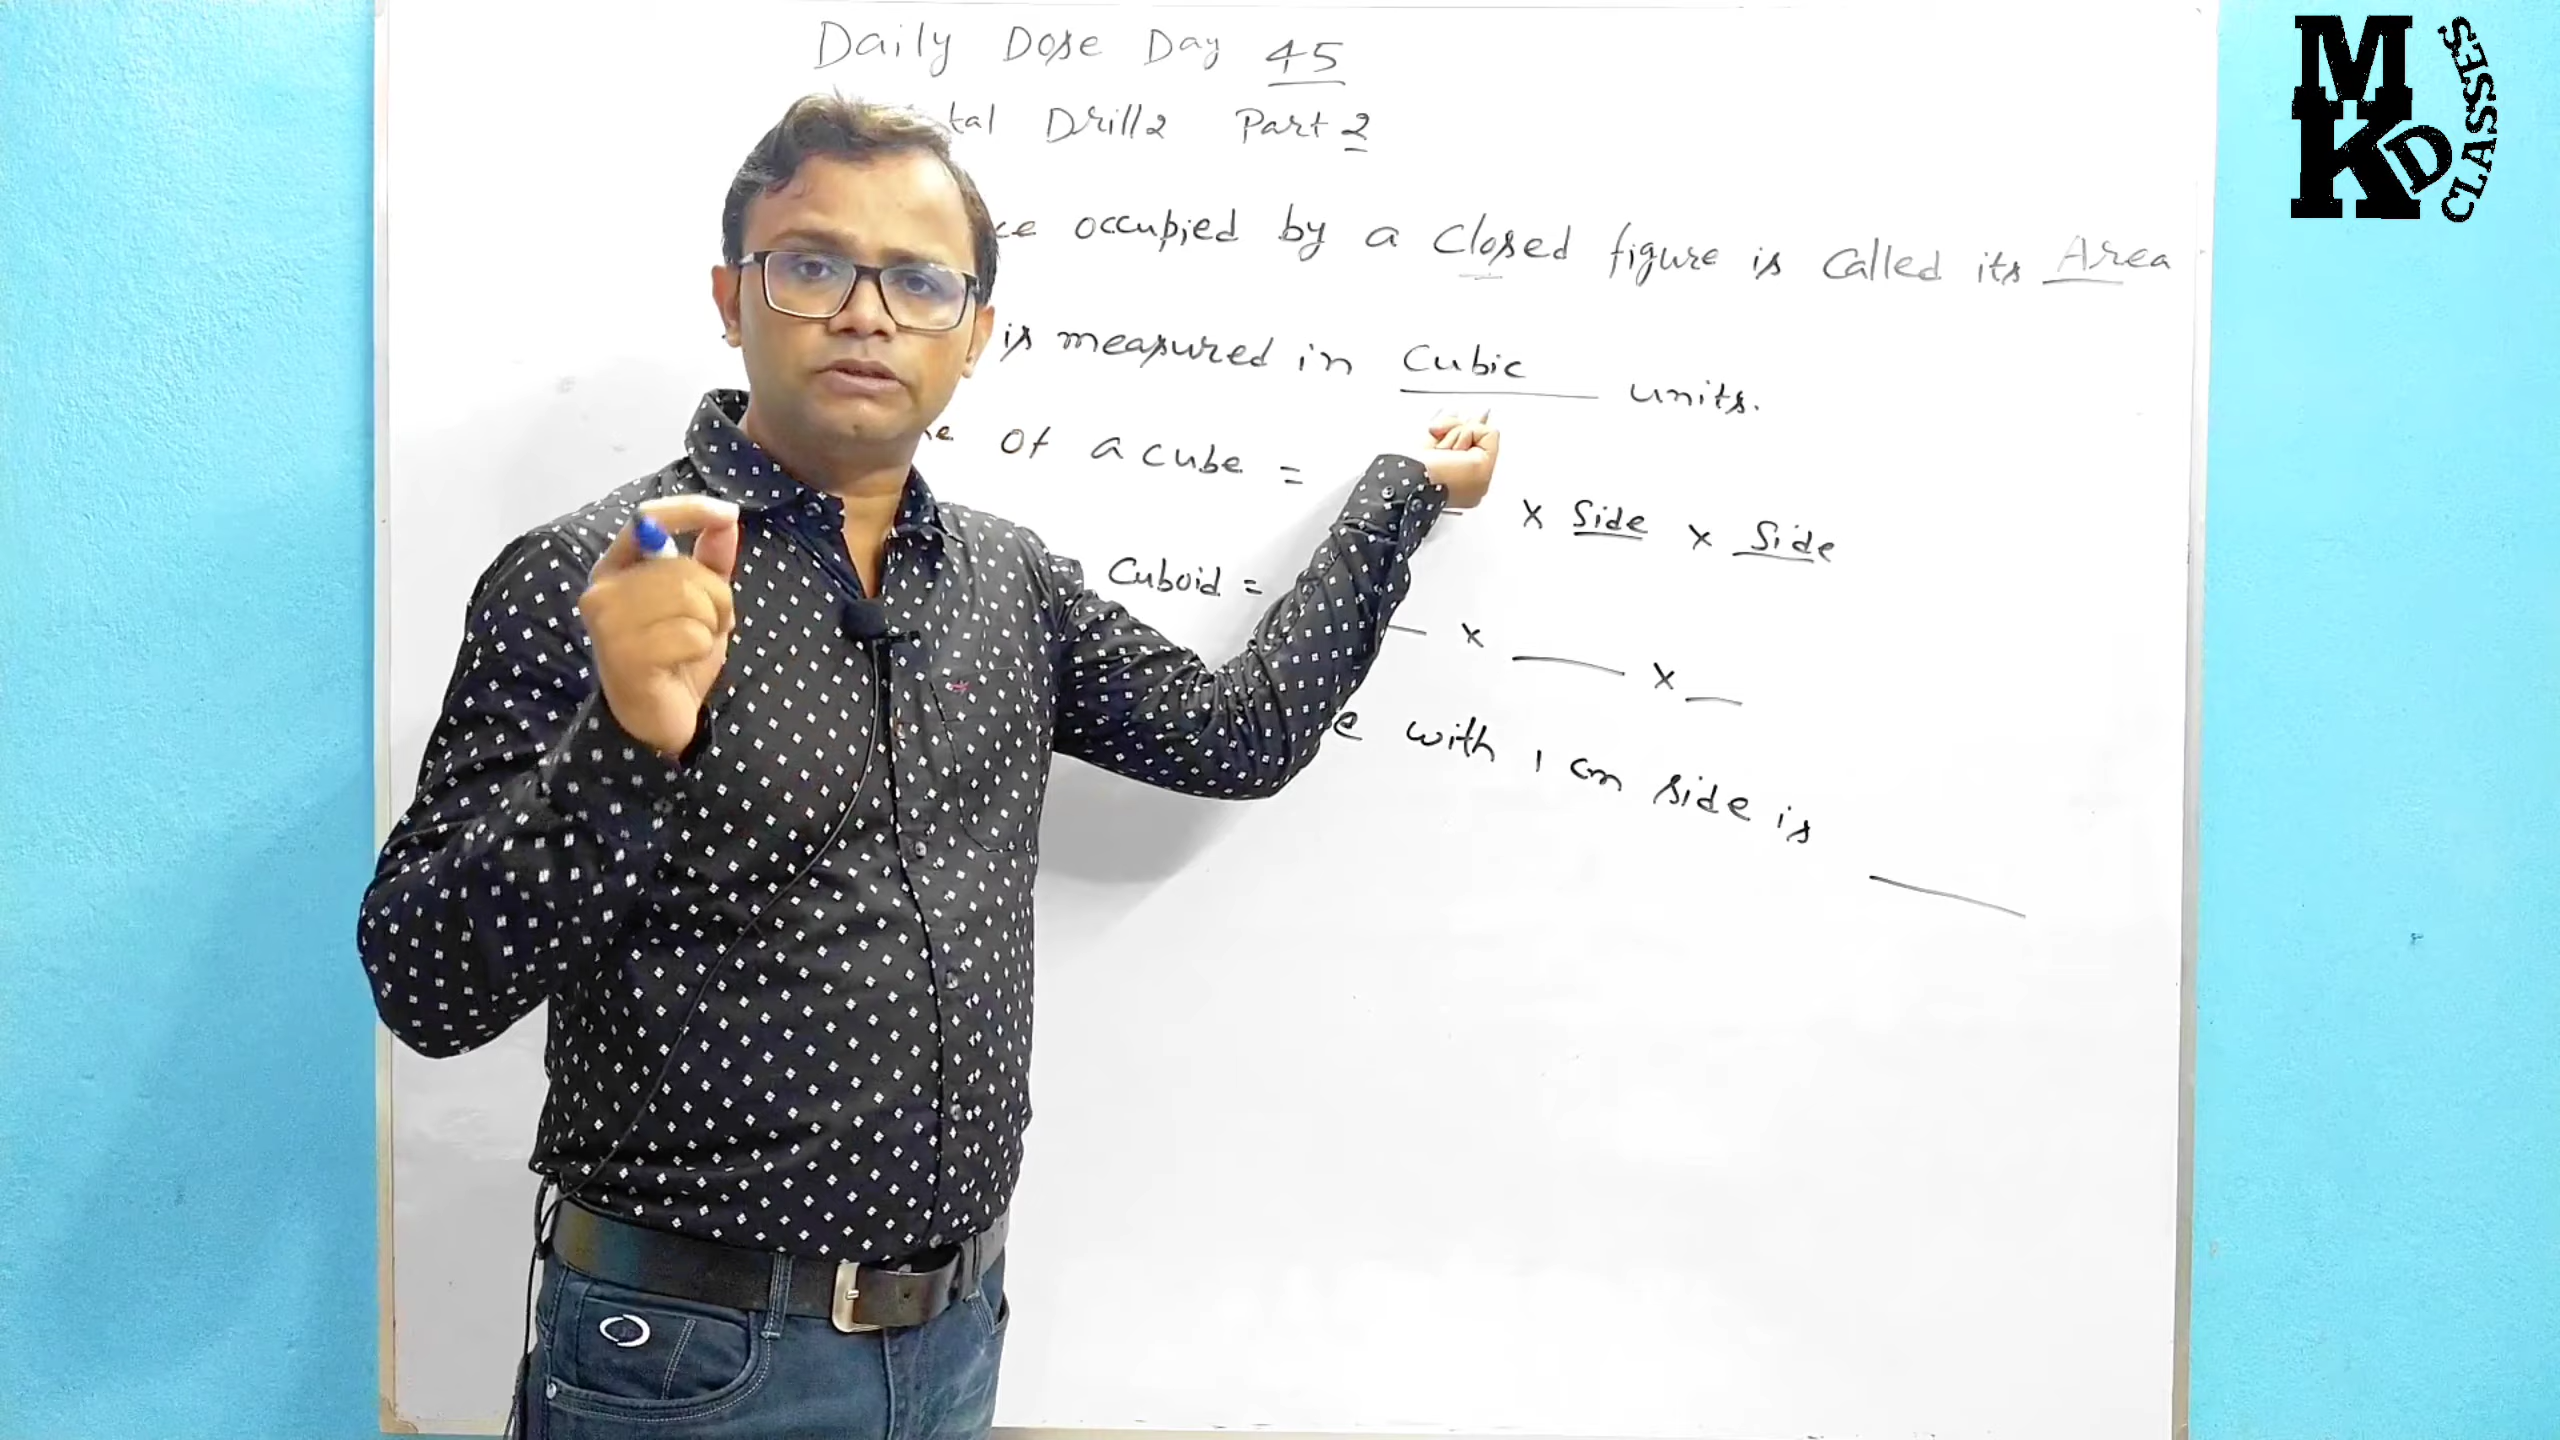 Daily Dose Day 45
tal Drill2 Part 2
ce occupied by a Closed figure is called its Area
is measured in Cubic units.
of a cube =
x Side x Side
Cuboid =
x x
with 1 cm side is
MKD CLASSES